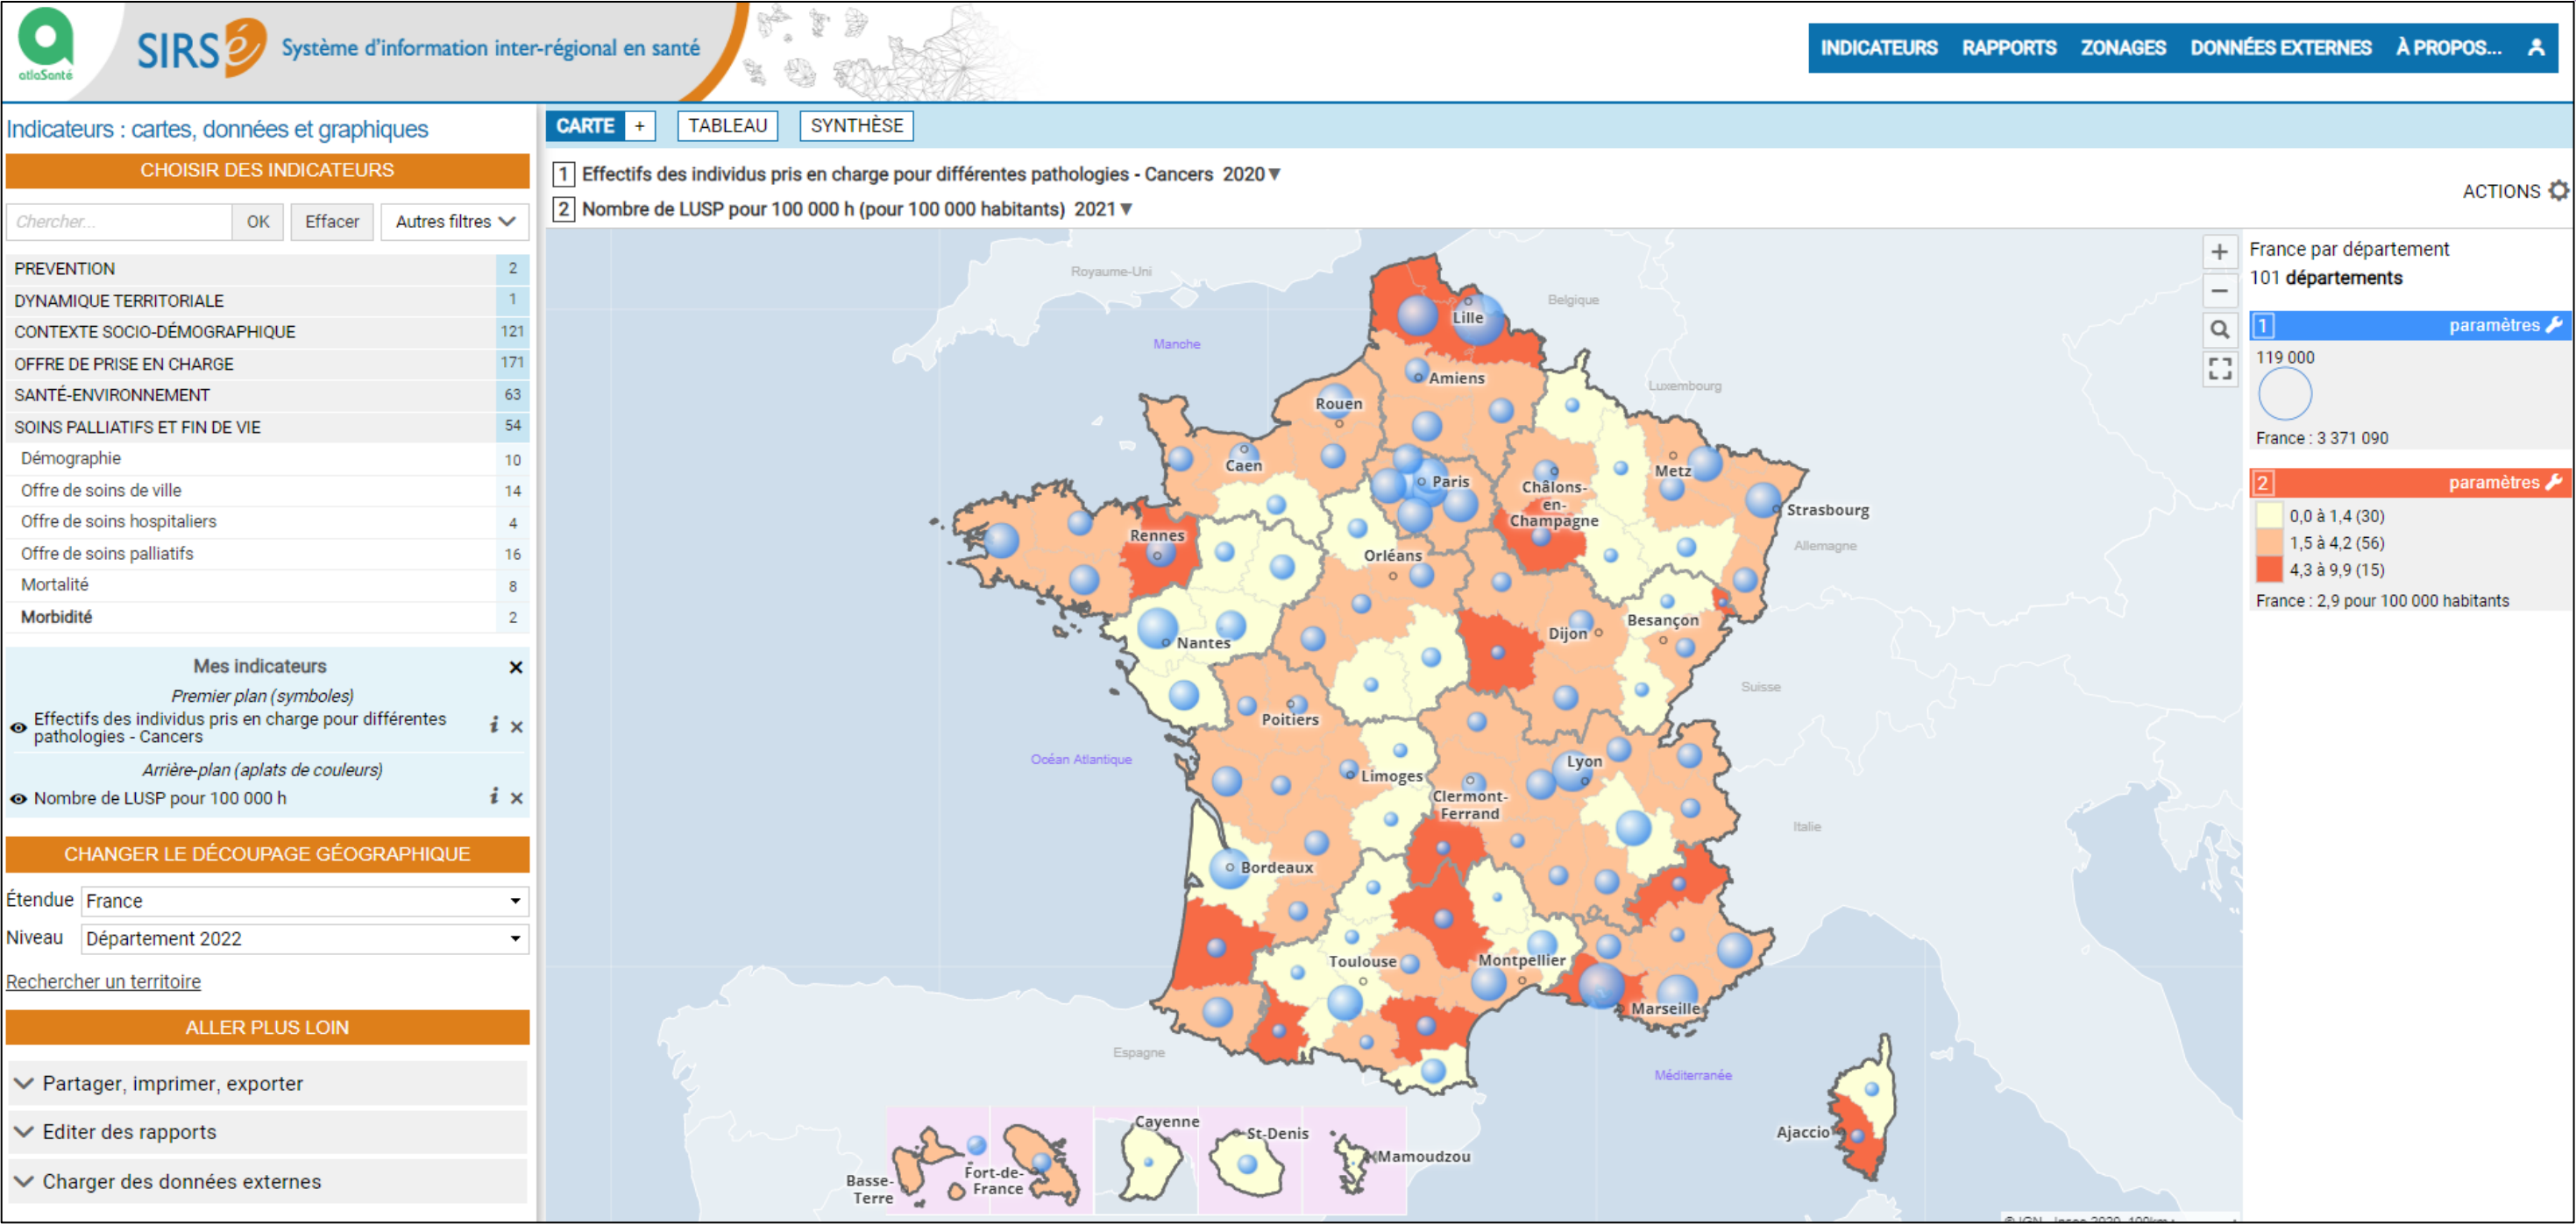 atlaSanté
SIRSé
Système d'information inter-régional en santé
INDICATEURS RAPPORTS ZONAGES DONNÉES EXTERNES À PROPOS...
Indicateurs : cartes, données et graphiques
CHOISIR DES INDICATEURS
Chercher... OK Effacer Autres filtres
PREVENTION 2
DYNAMIQUE TERRITORIALE 1
CONTEXTE SOCIO-DÉMOGRAPHIQUE 121
OFFRE DE PRISE EN CHARGE 171
SANTÉ-ENVIRONNEMENT 63
SOINS PALLIATIFS ET FIN DE VIE 54
Démographie 10
Offre de soins de ville 14
Offre de soins hospitaliers 4
Offre de soins palliatifs 16
Mortalité 8
Morbidité 2
Mes indicateurs ×
Premier plan (symboles)
Effectifs des individus pris en charge pour différentes
pathologies - Cancers i ×
Arrière-plan (aplats de couleurs)
Nombre de LUSP pour 100 000 h i ×
CHANGER LE DÉCOUPAGE GÉOGRAPHIQUE
Étendue France
Niveau Département 2022
Rechercher un territoire
ALLER PLUS LOIN
Partager, imprimer, exporter
Editer des rapports
Charger des données externes
CARTE + TABLEAU SYNTHÈSE
1 Effectifs des individus pris en charge pour différentes pathologies - Cancers 2020▼
2 Nombre de LUSP pour 100 000 h (pour 100 000 habitants) 2021▼
ACTIONS
Royaume-Uni
Belgique
Lille
Manche
Amiens
Luxembourg
Rouen
Caen
Metz
Paris
Châlons-
en-
Champagne
Strasbourg
Rennes
Allemagne
Orléans
Dijon
Besançon
Nantes
Suisse
Poitiers
Océan Atlantique
Lyon
Limoges
Clermont-
Ferrand
Italie
Bordeaux
Toulouse
Montpellier
Marseille
Espagne
Méditerranée
Ajaccio
Basse-
Terre
Fort-de-
France
Cayenne
St-Denis
Mamoudzou
+
−
France par département
101 départements
1 paramètres
119 000
France : 3 371 090
2 paramètres
0,0 à 1,4 (30)
1,5 à 4,2 (56)
4,3 à 9,9 (15)
France : 2,9 pour 100 000 habitants